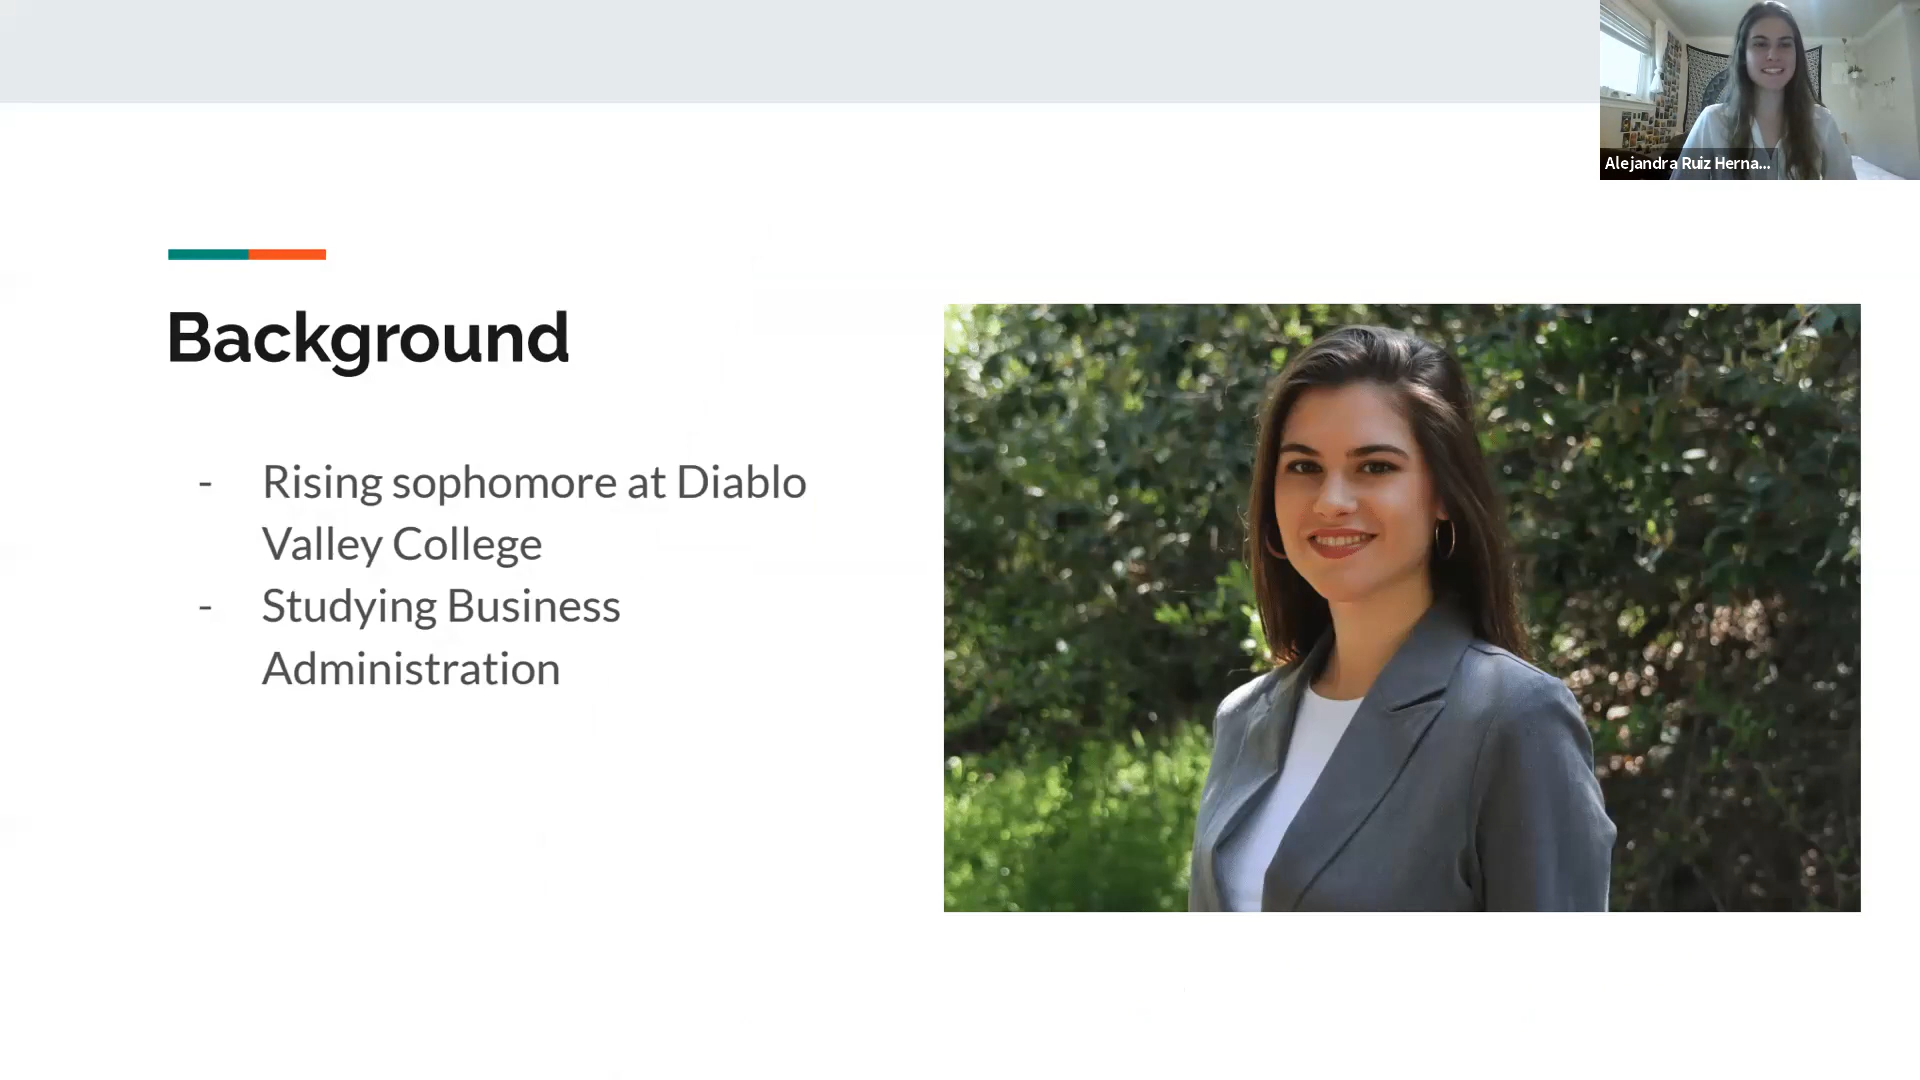 Alejandra Ruiz Herna...
Background
- Rising sophomore at Diablo
Valley College
- Studying Business
Administration